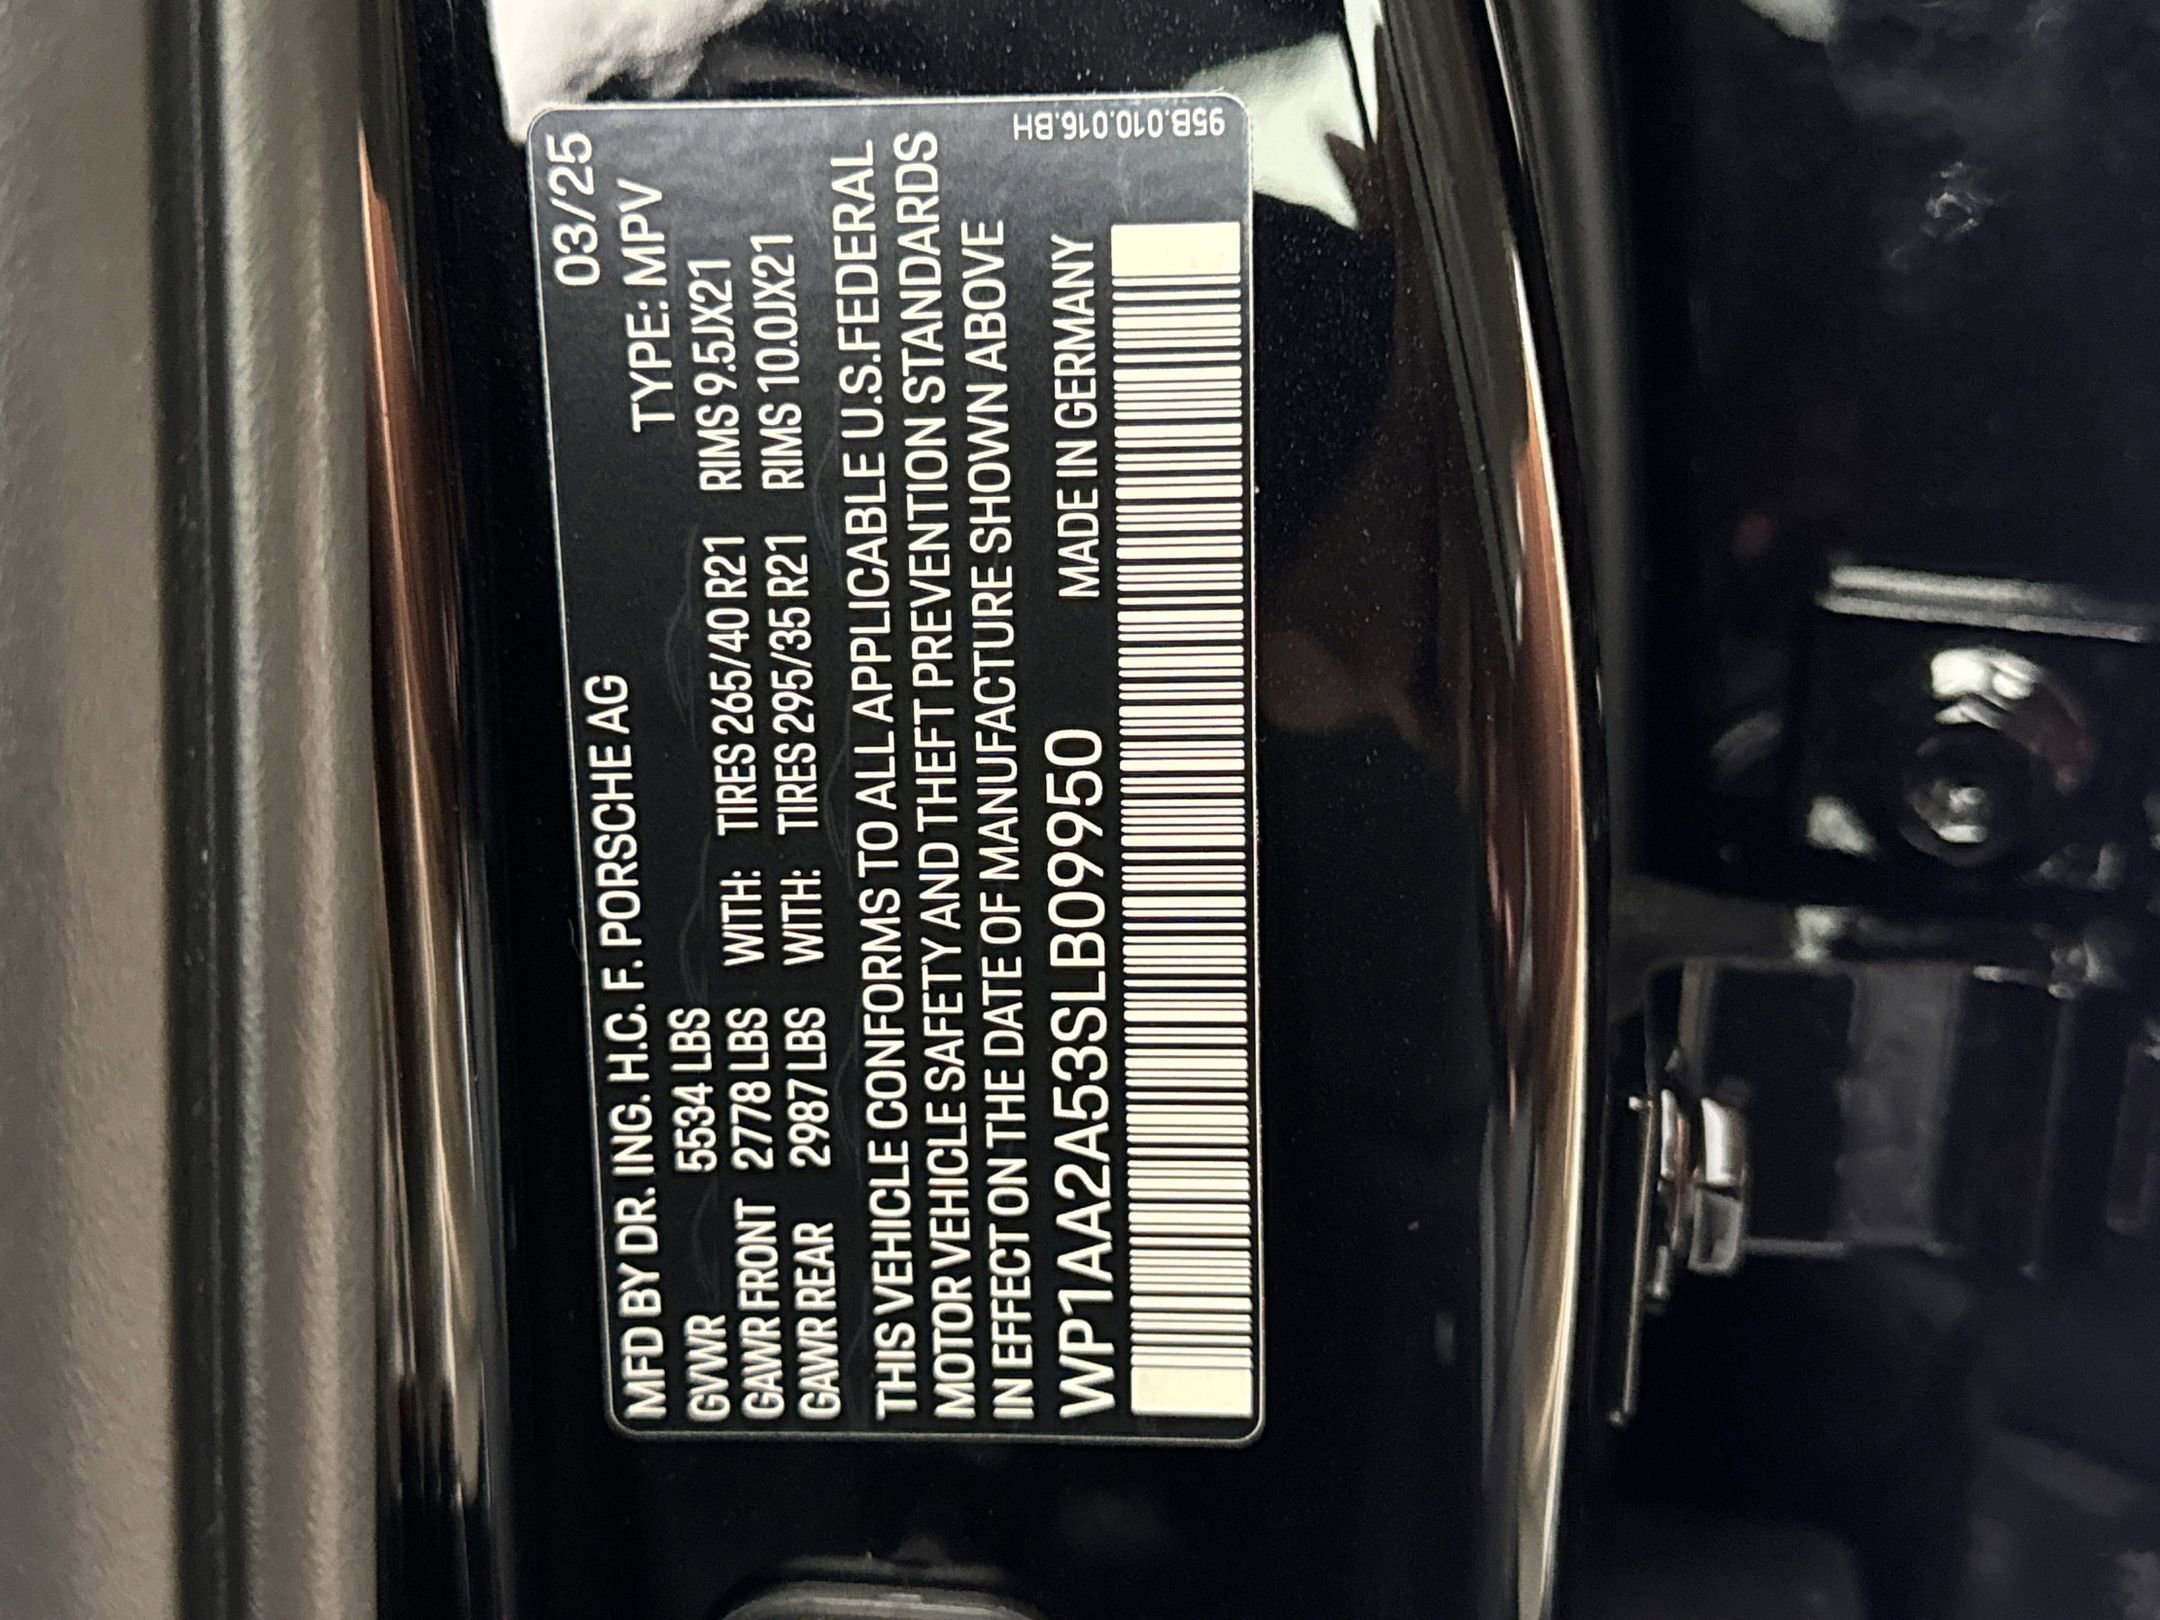 03/25
MFD BY DR. ING. H.C. F. PORSCHE AG
TYPE: MPV
GVWR 5534 LBS
GAWR FRONT 2778 LBS WITH: TIRES 265/40 R21 RIMS 9.5JX21
GAWR REAR 2987 LBS WITH: TIRES 295/35 R21 RIMS 10.0JX21
THIS VEHICLE CONFORMS TO ALL APPLICABLE U.S.FEDERAL
MOTOR VEHICLE SAFETY AND THEFT PREVENTION STANDARDS
IN EFFECT ON THE DATE OF MANUFACTURE SHOWN ABOVE
WP1AA2A53SLB09950 MADE IN GERMANY
95B.010.016.BH